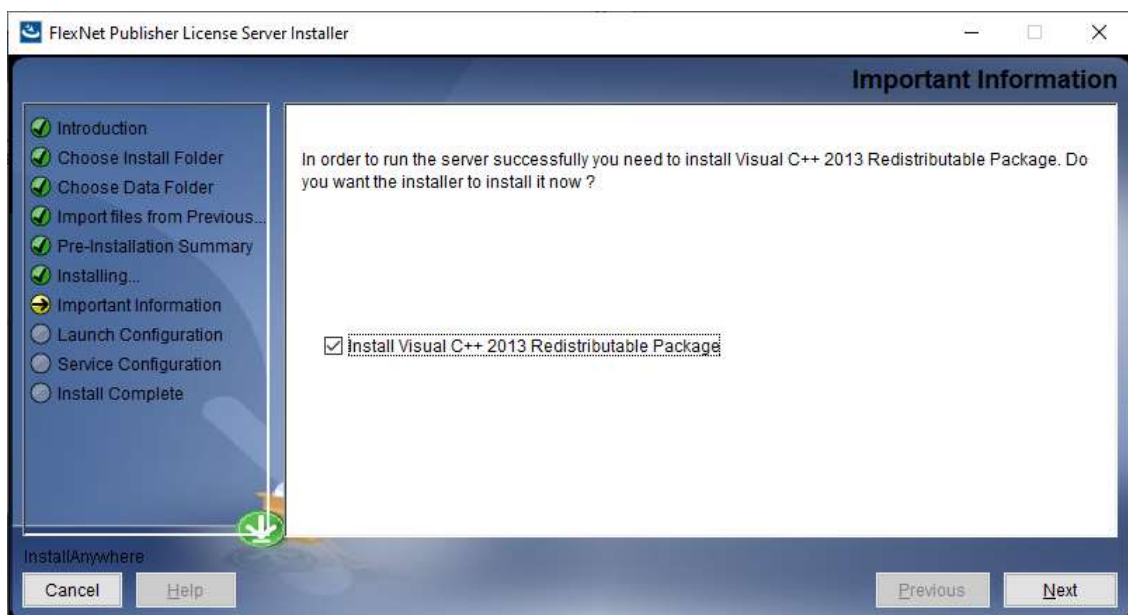 FlexNet Publisher License Server Installer
Important Information
Introduction
Choose Install Folder
Choose Data Folder
Import files from Previous...
Pre-Installation Summary
Installing...
Important Information
Launch Configuration
Service Configuration
Install Complete
In order to run the server successfully you need to install Visual C++ 2013 Redistributable Package. Do
you want the installer to install it now ?
Install Visual C++ 2013 Redistributable Package
InstallAnywhere
Cancel
Help
Previous
Next